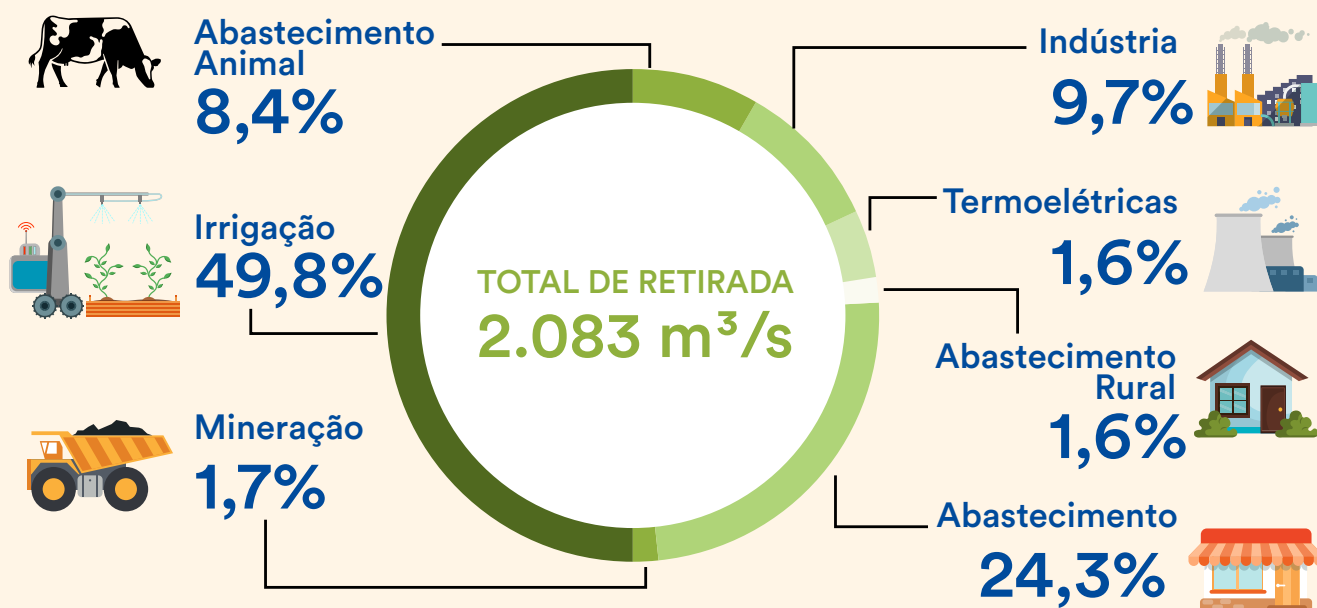 Abastecimento
Animal
8,4%
Irrigação
49,8%
Mineração
1,7%
TOTAL DE RETIRADA
2.083 m³/s
Indústria
9,7%
Termoelétricas
1,6%
Abastecimento
Rural
1,6%
Abastecimento
24,3%